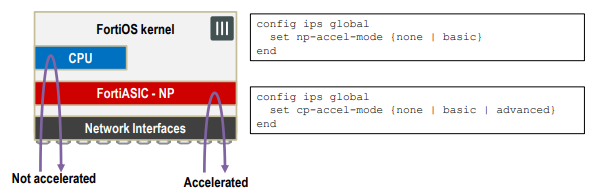 FortiOS kernel
CPU
FortiASIC - NP
Network Interfaces
Not accelerated
Accelerated
config ips global
  set np-accel-mode {none | basic}
end
config ips global
  set cp-accel-mode {none | basic | advanced}
end